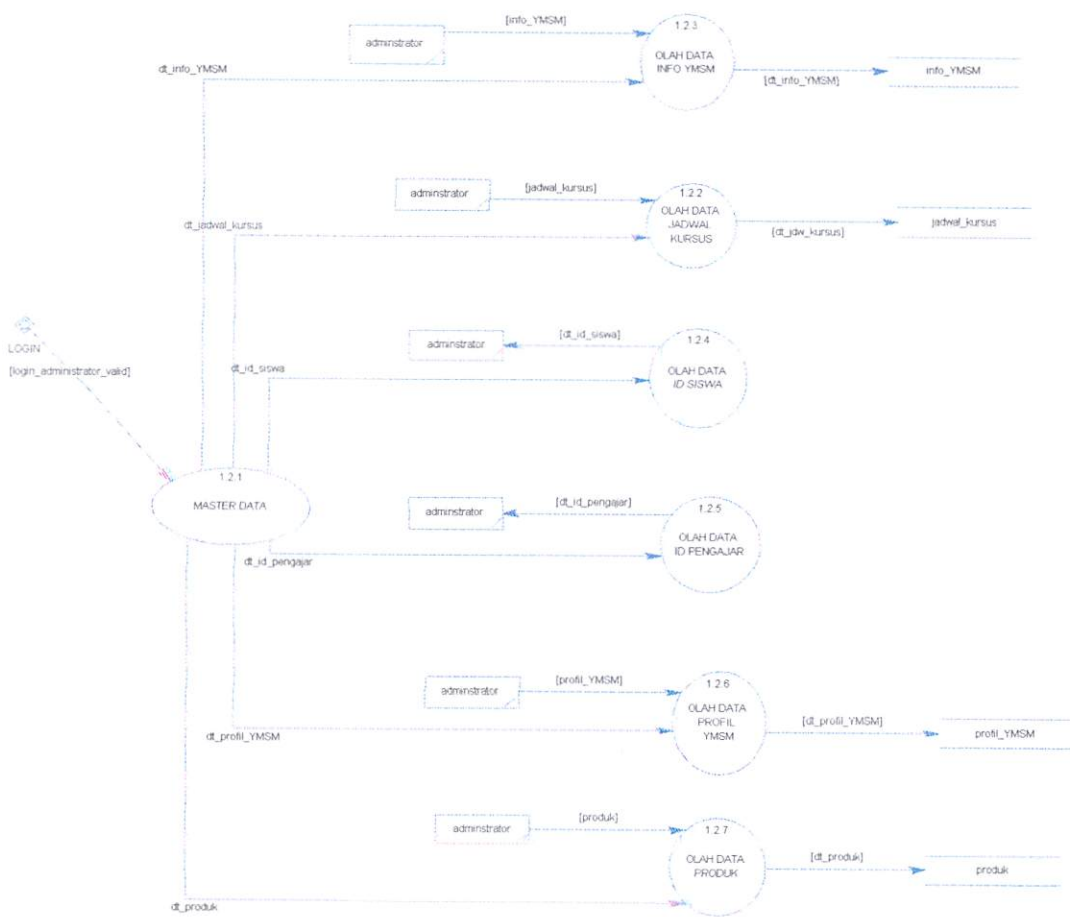 [info_YMSM]
adminstrator
1.2.3
OLAH DATA
INFO YMSM
dt_info_YMSM
[dt_info_YMSM]
info_YMSM
adminstrator
[jadwal_kursus]
1.2.2
OLAH DATA
JADWAL
KURSUS
dt_jadwal_kursus
[dt_jdw_kursus]
jadwal_kursus
LOGIN
[login_administrator_valid]
adminstrator
[dt_id_siswa]
1.2.4
OLAH DATA
ID SISWA
dt_id_siswa
1.2.1
MASTER DATA
adminstrator
[dt_id_pengajar]
1.2.5
OLAH DATA
ID PENGAJAR
dt_id_pengajar
adminstrator
[profil_YMSM]
1.2.6
OLAH DATA
PROFIL
YMSM
dt_profil_YMSM
[dt_profil_YMSM]
profil_YMSM
adminstrator
[produk]
1.2.7
OLAH DATA
PRODUK
[dt_produk]
produk
dt_produk